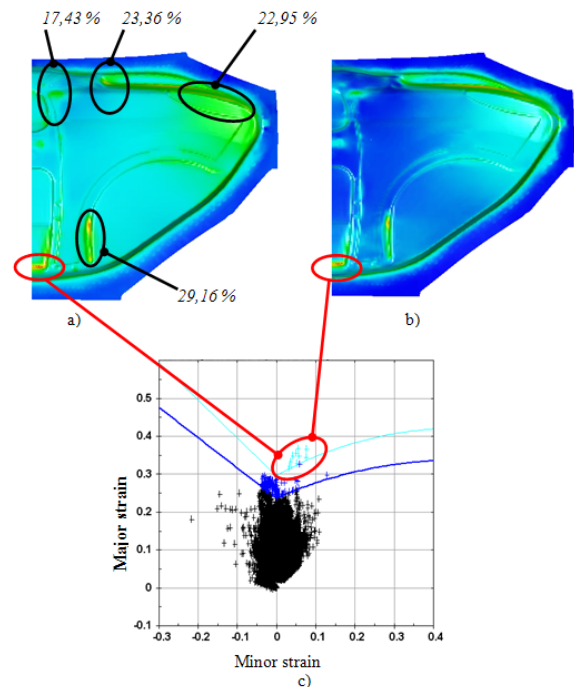 17,43 % 23,36 % 22,95 %
29,16 %
a) b)
0.5
0.4
0.3
0.2
0.1
0
-0.1
Major strain
-0.3 -0.2 -0.1 0 0.1 0.2 0.3 0.4
Minor strain
c)